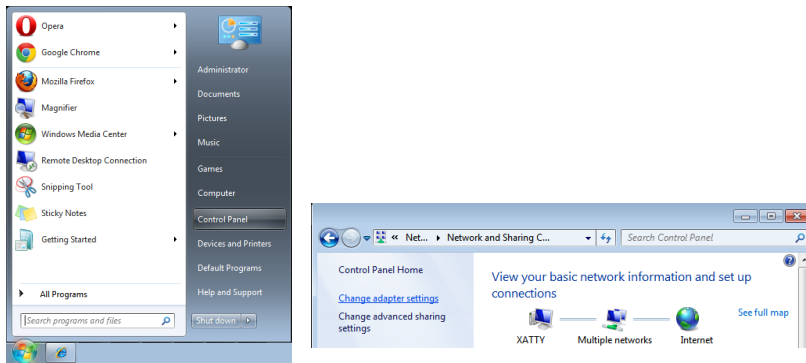 Opera
Google Chrome
Mozilla Firefox
Magnifier
Windows Media Center
Remote Desktop Connection
Snipping Tool
Sticky Notes
Getting Started
All Programs
Search programs and files
Administrator
Documents
Pictures
Music
Games
Computer
Control Panel
Devices and Printers
Default Programs
Help and Support
Shut down
« Net... Network and Sharing C... Search Control Panel
Control Panel Home
Change adapter settings
Change advanced sharing
settings
View your basic network information and set up
connections
See full map
XATTY Multiple networks Internet